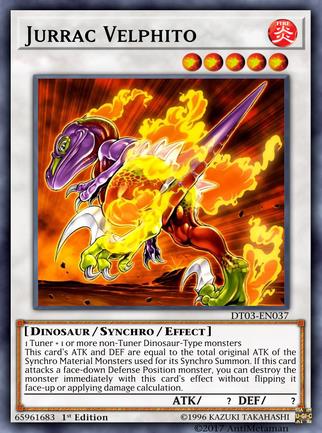 JURRAC VELPHITO
FIRE
炎
DT03-EN037
[DINOSAUR/SYNCHRO/EFFECT]
1 Tuner + 1 or more non-Tuner Dinosaur-Type monsters
This card's ATK and DEF are equal to the total original ATK of the
Synchro Material Monsters used for its Synchro Summon. If this card
attacks a face-down Defense Position monster, you can destroy the
monster immediately with this card's effect without flipping it
face-up or applying damage calculation.
ATK/ ? DEF/ ?
65961683 1st Edition ©1996 KAZUKI TAKAHASHI
©2017 AntiMetaman